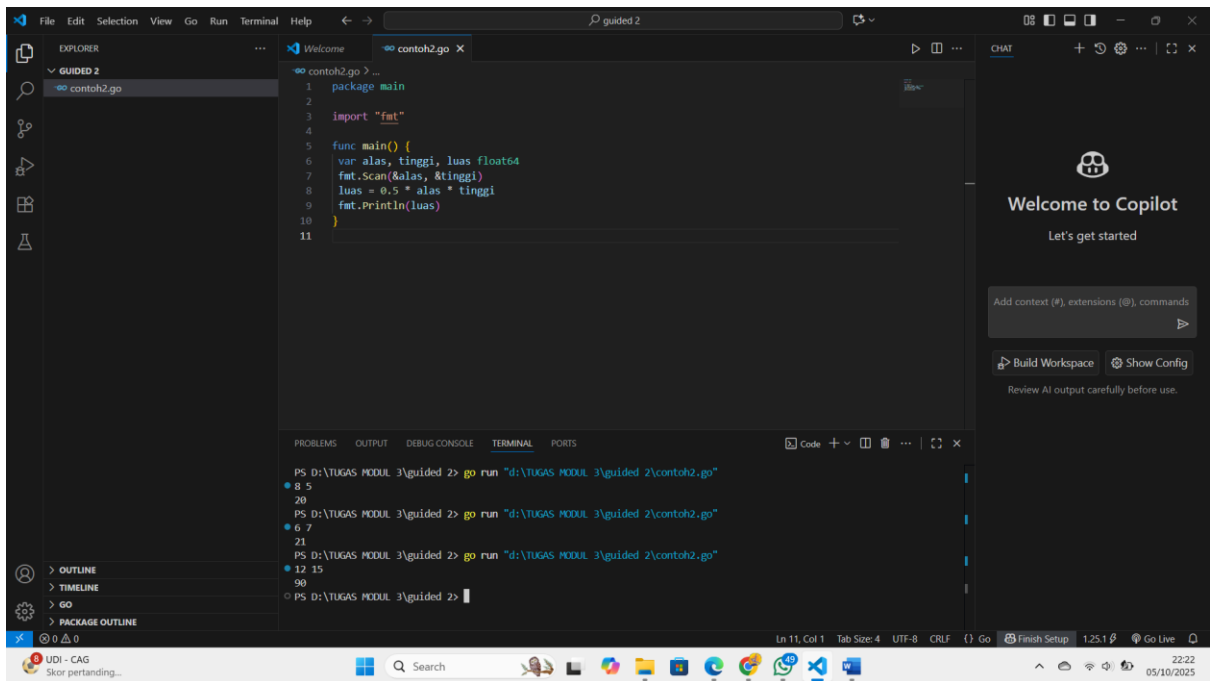 File Edit Selection View Go Run Terminal Help
guided 2
EXPLORER
GUIDED 2
contoh2.go
Welcome
contoh2.go
contoh2.go > ...
1 package main
2
3 import "fmt"
4
5 func main() {
6 var alas, tinggi, luas float64
7 fmt.Scan(&alas, &tinggi)
8 luas = 0.5 * alas * tinggi
9 fmt.Println(luas)
10 }
11
CHAT
Welcome to Copilot
Let's get started
Add context (#), extensions (@), commands
Build Workspace
Show Config
Review AI output carefully before use.
PROBLEMS OUTPUT DEBUG CONSOLE TERMINAL PORTS
Code
PS D:\TUGAS MODUL 3\guided 2> go run "d:\TUGAS MODUL 3\guided 2\contoh2.go"
8 5
20
PS D:\TUGAS MODUL 3\guided 2> go run "d:\TUGAS MODUL 3\guided 2\contoh2.go"
6 7
21
PS D:\TUGAS MODUL 3\guided 2> go run "d:\TUGAS MODUL 3\guided 2\contoh2.go"
12 15
90
PS D:\TUGAS MODUL 3\guided 2>
OUTLINE
TIMELINE
GO
PACKAGE OUTLINE
0 0
Ln 11, Col 1 Tab Size: 4 UTF-8 CRLF {} Go Finish Setup 1.25.1 Go Live
8
UDI - CAG
Skor pertanding...
Search
49
22:22
05/10/2025